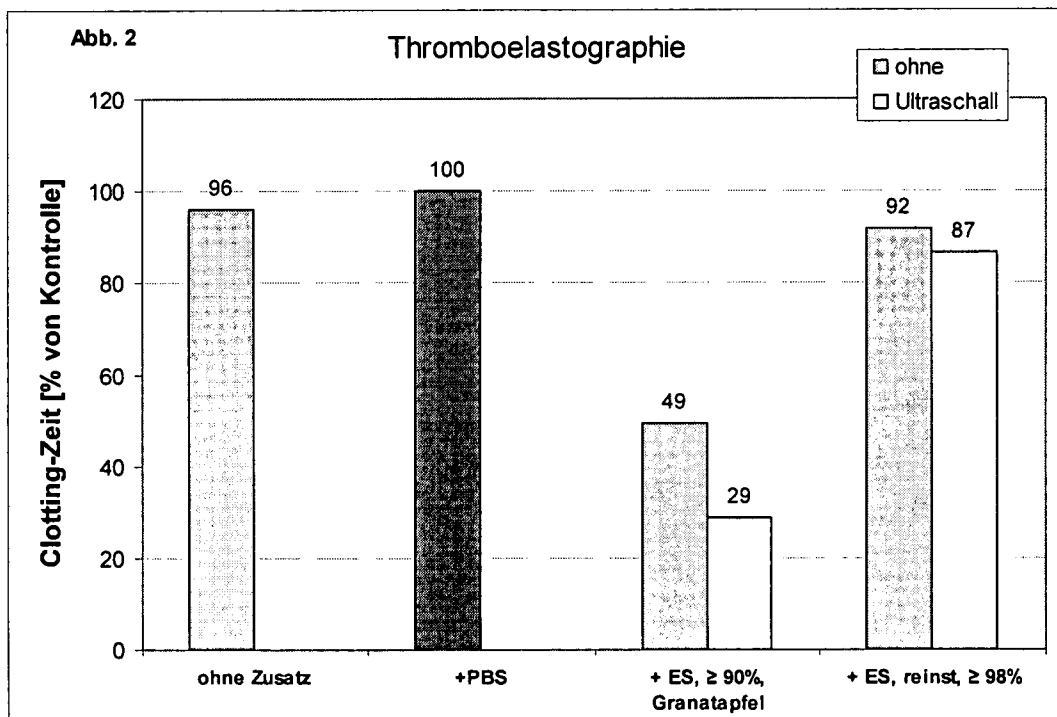 Abb. 2
Thromboelastographie
ohne
Ultraschall
Clotting-Zeit [% von Kontrolle]
120
100
80
60
40
20
0
96
100
49
29
92
87
ohne Zusatz
+PBS
+ ES, ≥ 90%,
Granatapfel
+ ES, reinst, ≥ 98%